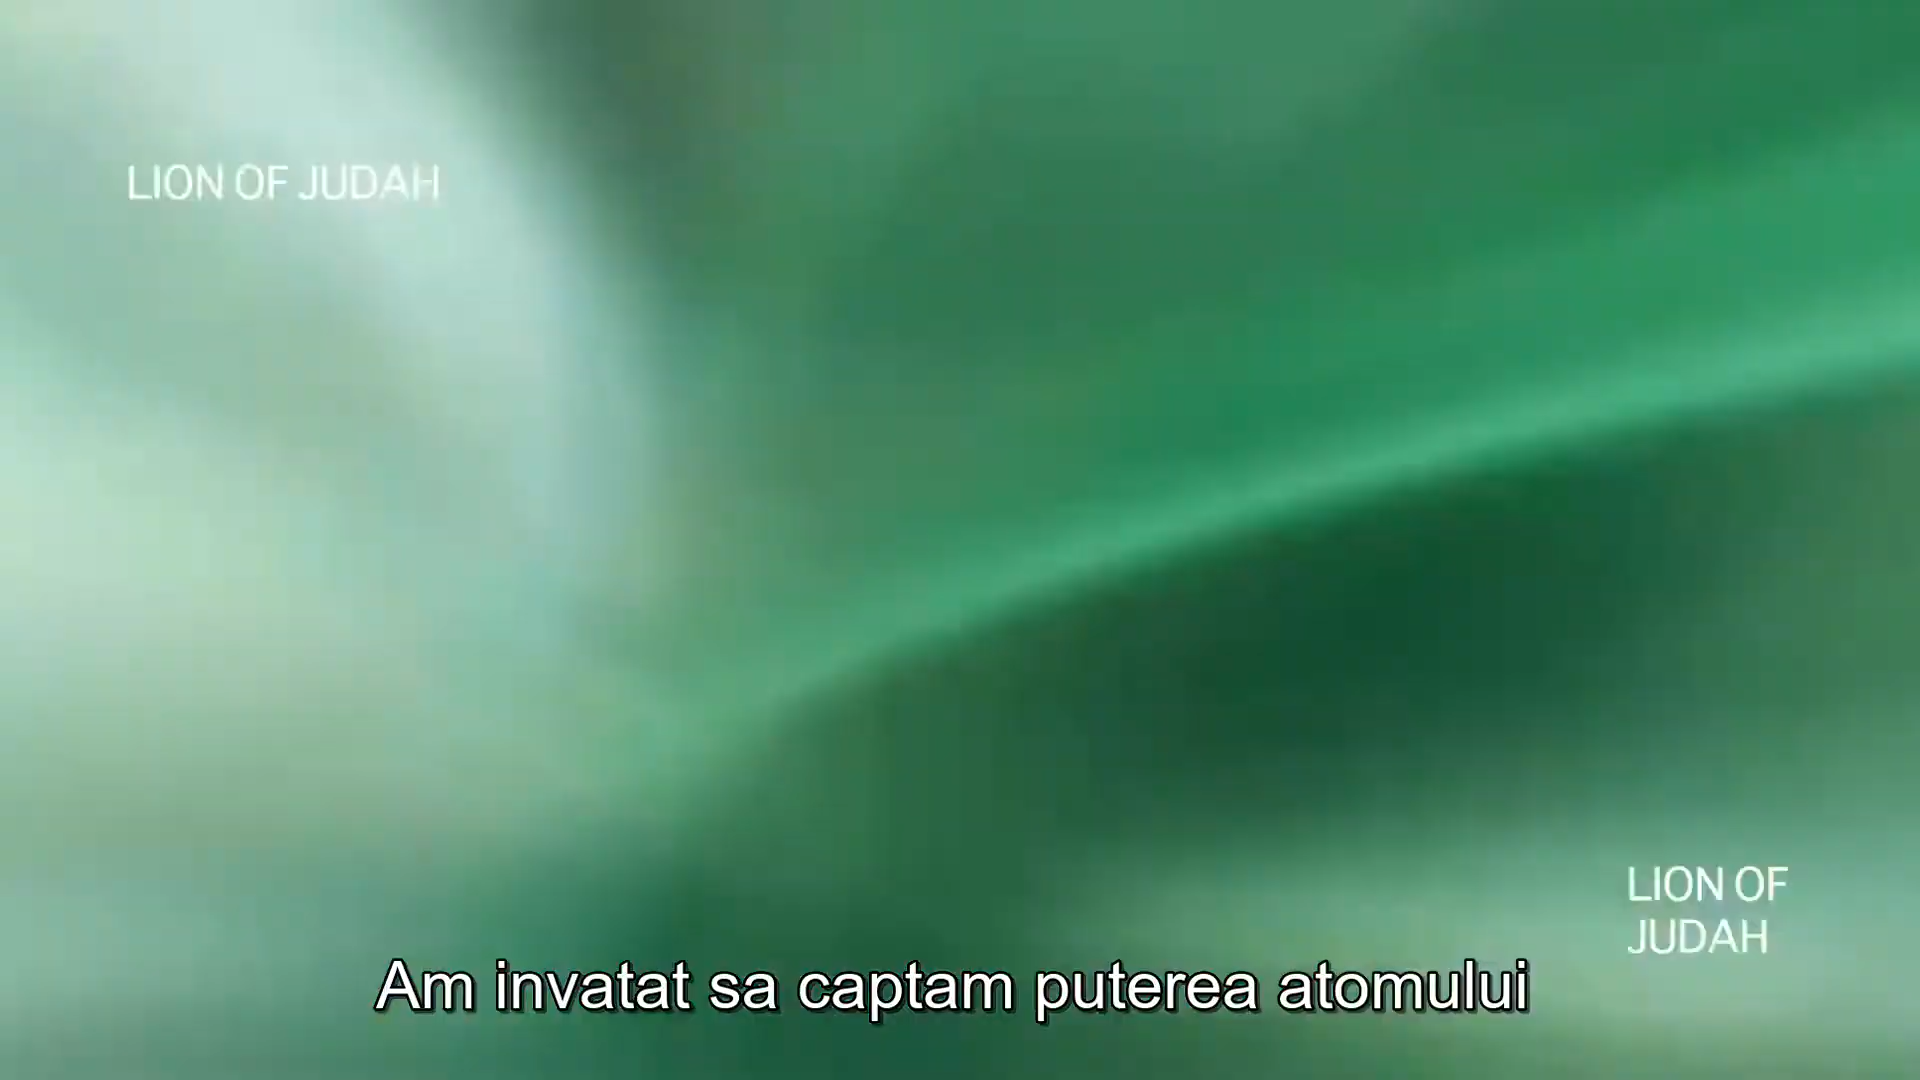 LION OF JUDAH
LION OF
JUDAH
Am invatat sa captam puterea atomului